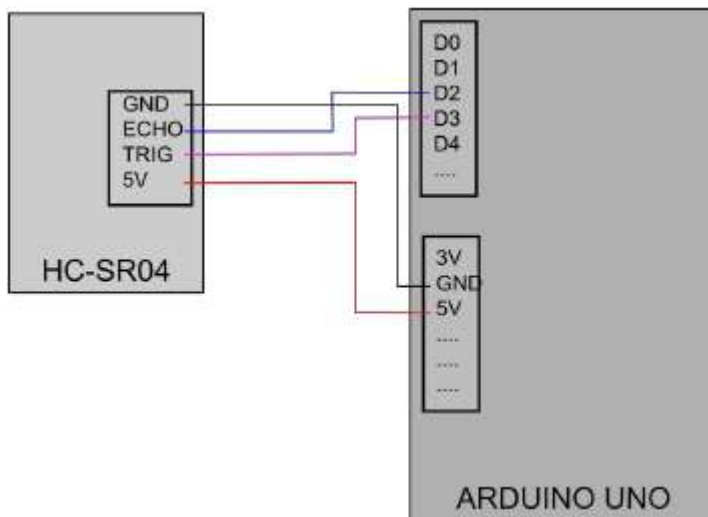 GND
ECHO
TRIG
5V
HC-SR04
D0
D1
D2
D3
D4
....
3V
GND
5V
....
....
....
ARDUINO UNO